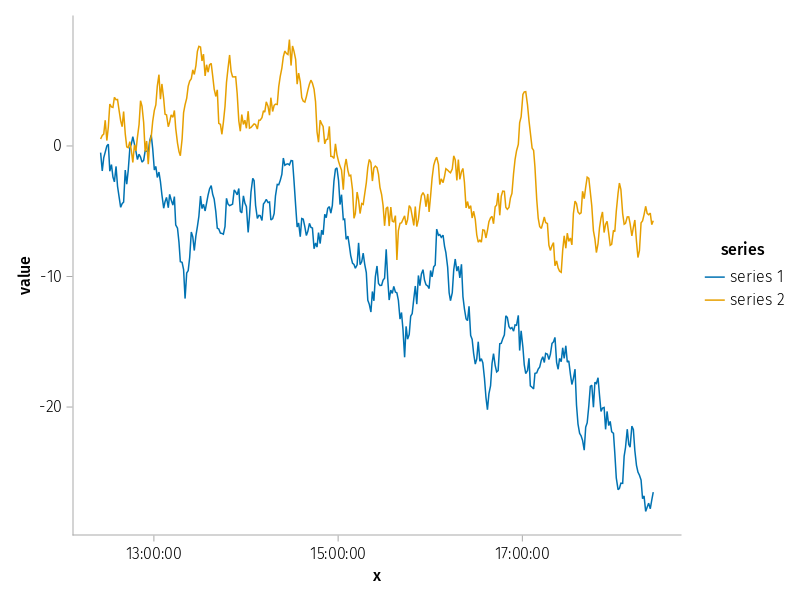 value
0
−10
−20
13:00:00
15:00:00
17:00:00
x
series
series 1
series 2